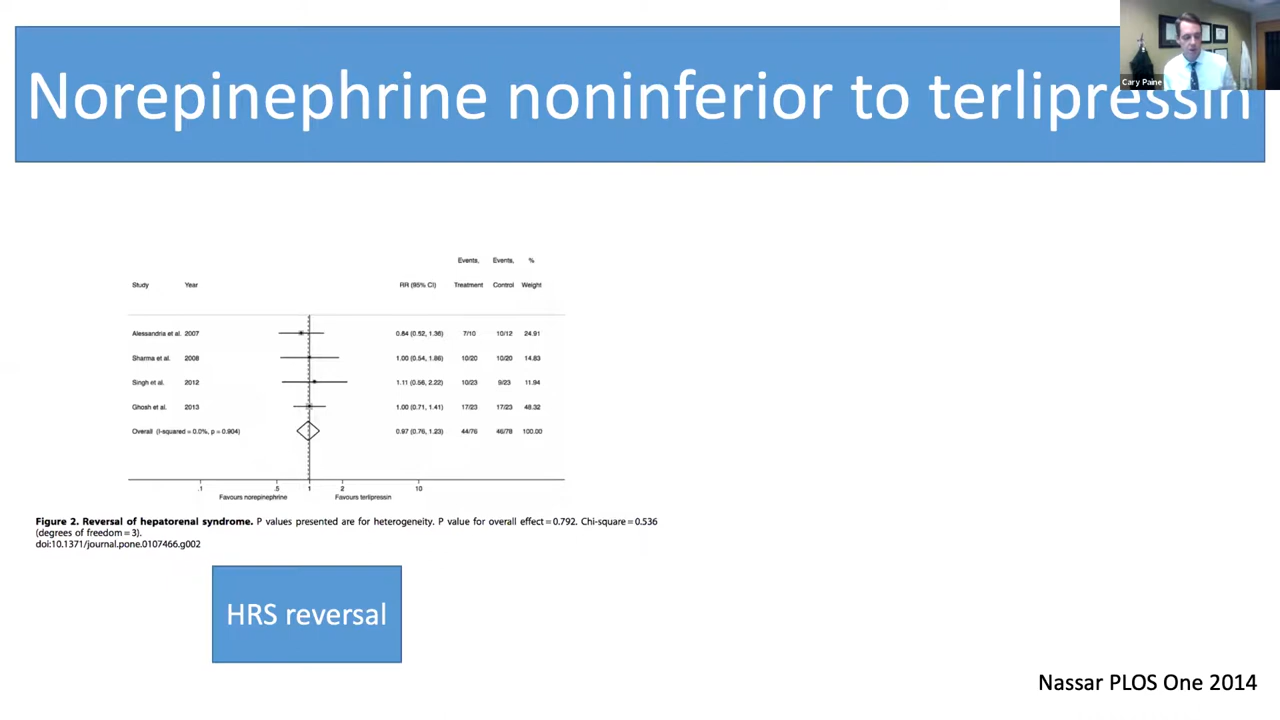 Norepinephrine noninferior to terlipressin
Cary Paine
Events, Events, %
Study Year RR (95% CI) Treatment Control Weight
Alessandria et al. 2007 0.84 (0.52, 1.36) 7/10 10/12 24.91
Sharma et al. 2008 1.00 (0.54, 1.86) 10/20 10/20 14.83
Singh et al. 2012 1.11 (0.56, 2.22) 10/23 9/23 11.94
Ghosh et al. 2013 1.00 (0.71, 1.41) 17/23 17/23 48.32
Overall (I-squared = 0.0%, p = 0.904) 0.97 (0.76, 1.23) 44/76 46/78 100.00
.1 .5 1 2 10
Favours norepinephrine Favours terlipressin
Figure 2. Reversal of hepatorenal syndrome. P values presented are for heterogeneity. P value for overall effect = 0.792. Chi-square = 0.536
(degrees of freedom = 3).
doi:10.1371/journal.pone.0107466.g002
HRS reversal
Nassar PLOS One 2014